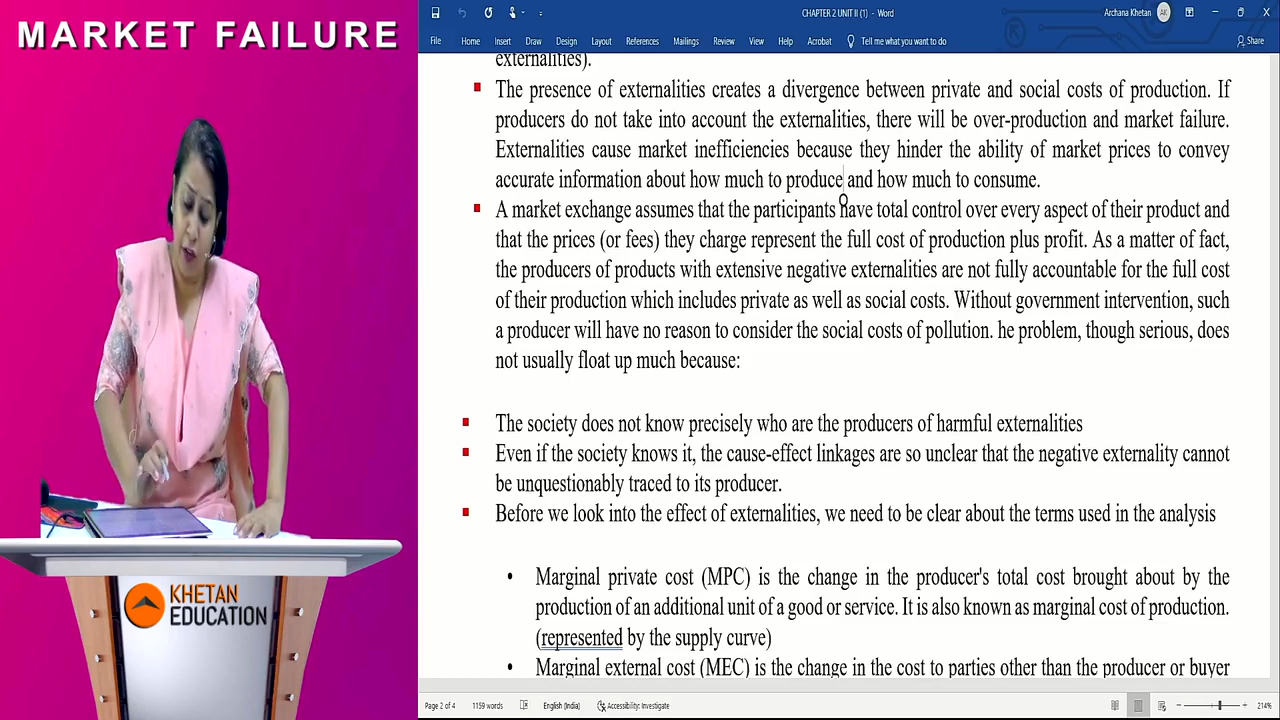 MARKET FAILURE
CHAPTER 2 UNIT II (1) - Word
Archana Khetan
AK
File Home Insert Draw Design Layout References Mailings Review View Help Acrobat Tell me what you want to do
Share
externalities).
The presence of externalities creates a divergence between private and social costs of production. If
producers do not take into account the externalities, there will be over-production and market failure.
Externalities cause market inefficiencies because they hinder the ability of market prices to convey
accurate information about how much to produce and how much to consume.
A market exchange assumes that the participants have total control over every aspect of their product and
that the prices (or fees) they charge represent the full cost of production plus profit. As a matter of fact,
the producers of products with extensive negative externalities are not fully accountable for the full cost
of their production which includes private as well as social costs. Without government intervention, such
a producer will have no reason to consider the social costs of pollution. he problem, though serious, does
not usually float up much because:
The society does not know precisely who are the producers of harmful externalities
Even if the society knows it, the cause-effect linkages are so unclear that the negative externality cannot
be unquestionably traced to its producer.
Before we look into the effect of externalities, we need to be clear about the terms used in the analysis
Marginal private cost (MPC) is the change in the producer's total cost brought about by the
production of an additional unit of a good or service. It is also known as marginal cost of production.
(represented by the supply curve)
Marginal external cost (MEC) is the change in the cost to parties other than the producer or buyer
KHETAN
EDUCATION
Page 2 of 4 1159 words English (India) Accessibility: Investigate
214%